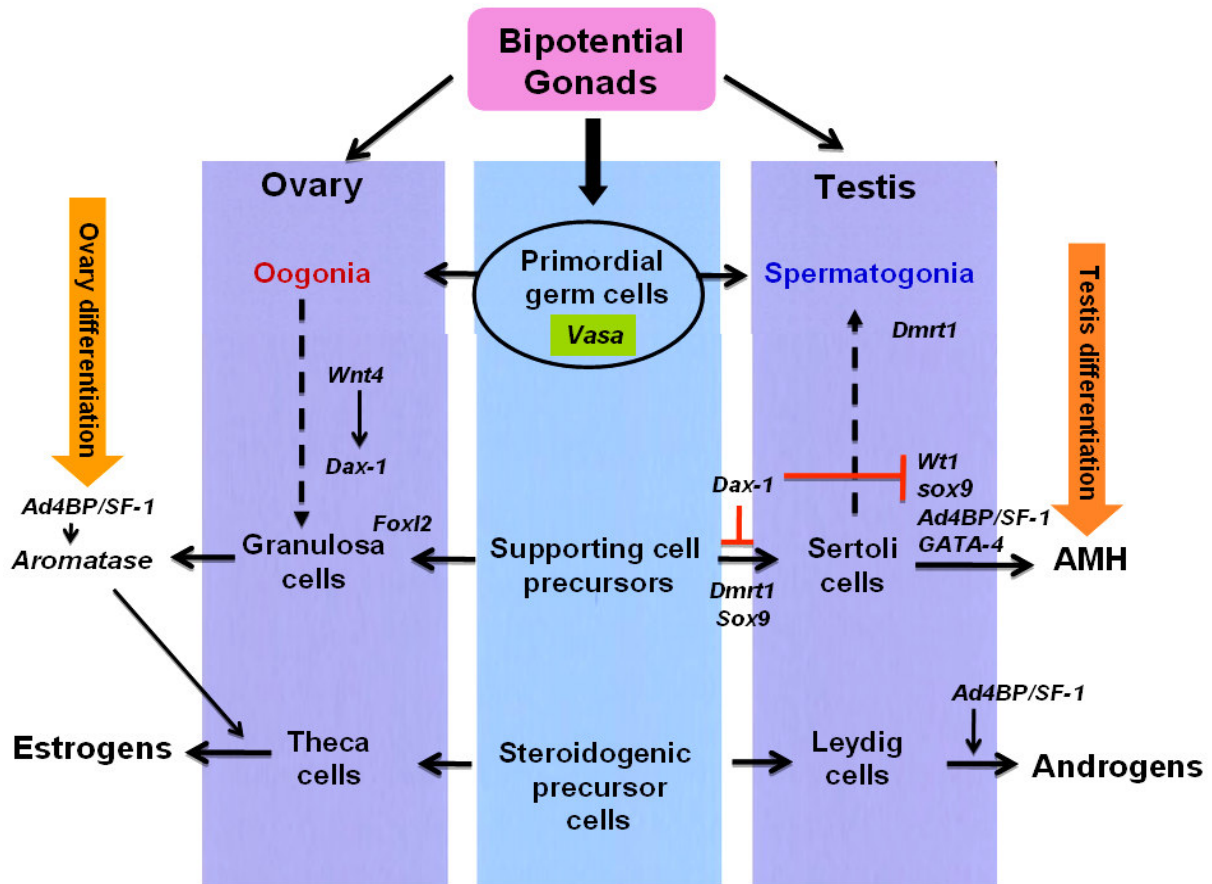 Bipotential
Gonads
Ovary
Testis
Ovary differentiation
Testis differentiation
Oogonia
Primordial
germ cells
Vasa
Spermatogonia
Dmrt1
Wnt4
Dax-1
Dax-1
Wt1
sox9
Ad4BP/SF-1
GATA-4
Ad4BP/SF-1
Aromatase
Foxl2
Granulosa
cells
Supporting cell
precursors
Dmrt1
Sox9
Sertoli
cells
AMH
Ad4BP/SF-1
Estrogens
Theca
cells
Steroidogenic
precursor
cells
Leydig
cells
Androgens